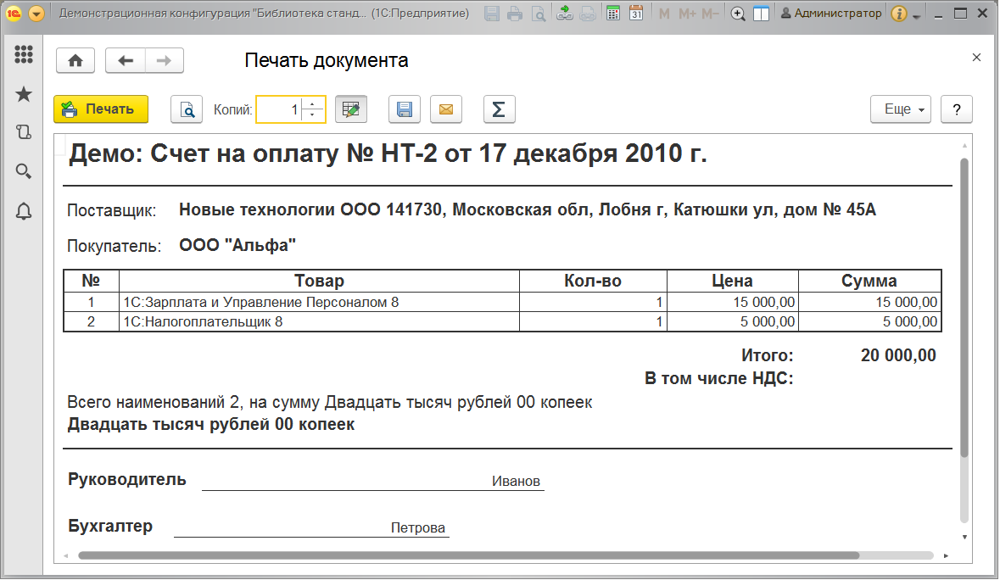 Демонстрационная конфигурация "Библиотека станд... (1С:Предприятие) M M+ M- Администратор
Печать документа
Печать Копий: 1 Σ Еще ?
Демо: Счет на оплату № НТ-2 от 17 декабря 2010 г.
Поставщик: Новые технологии ООО 141730, Московская обл, Лобня г, Катюшки ул, дом № 45А
Покупатель: ООО "Альфа"
№ Товар Кол-во Цена Сумма
1 1С:Зарплата и Управление Персоналом 8 1 15 000,00 15 000,00
2 1С:Налогоплательщик 8 1 5 000,00 5 000,00
Итого: 20 000,00
В том числе НДС:
Всего наименований 2, на сумму Двадцать тысяч рублей 00 копеек
Двадцать тысяч рублей 00 копеек
Руководитель Иванов
Бухгалтер Петрова